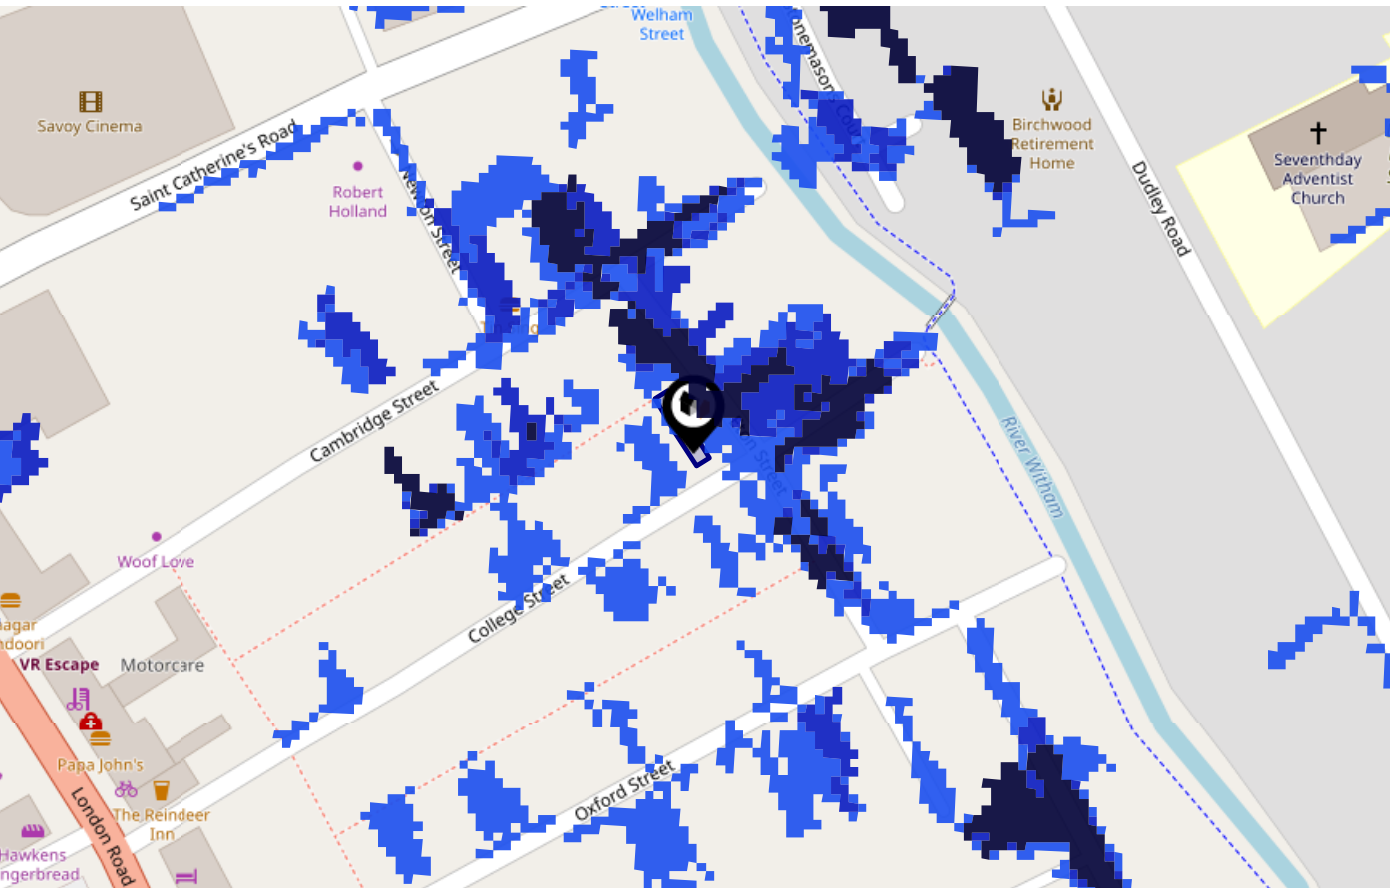 Welham
Street
Savoy Cinema
Saint Catherine's Road
Robert
Holland
Newton Street
Birchwood
Retirement
Home
Dudley Road
Seventhday
Adventist
Church
Cambridge Street
River Witham
Woof Love
College Street
VR Escape
Motorcare
Papa John's
The Reindeer
Inn
London Road
Oxford Street
Hawkens